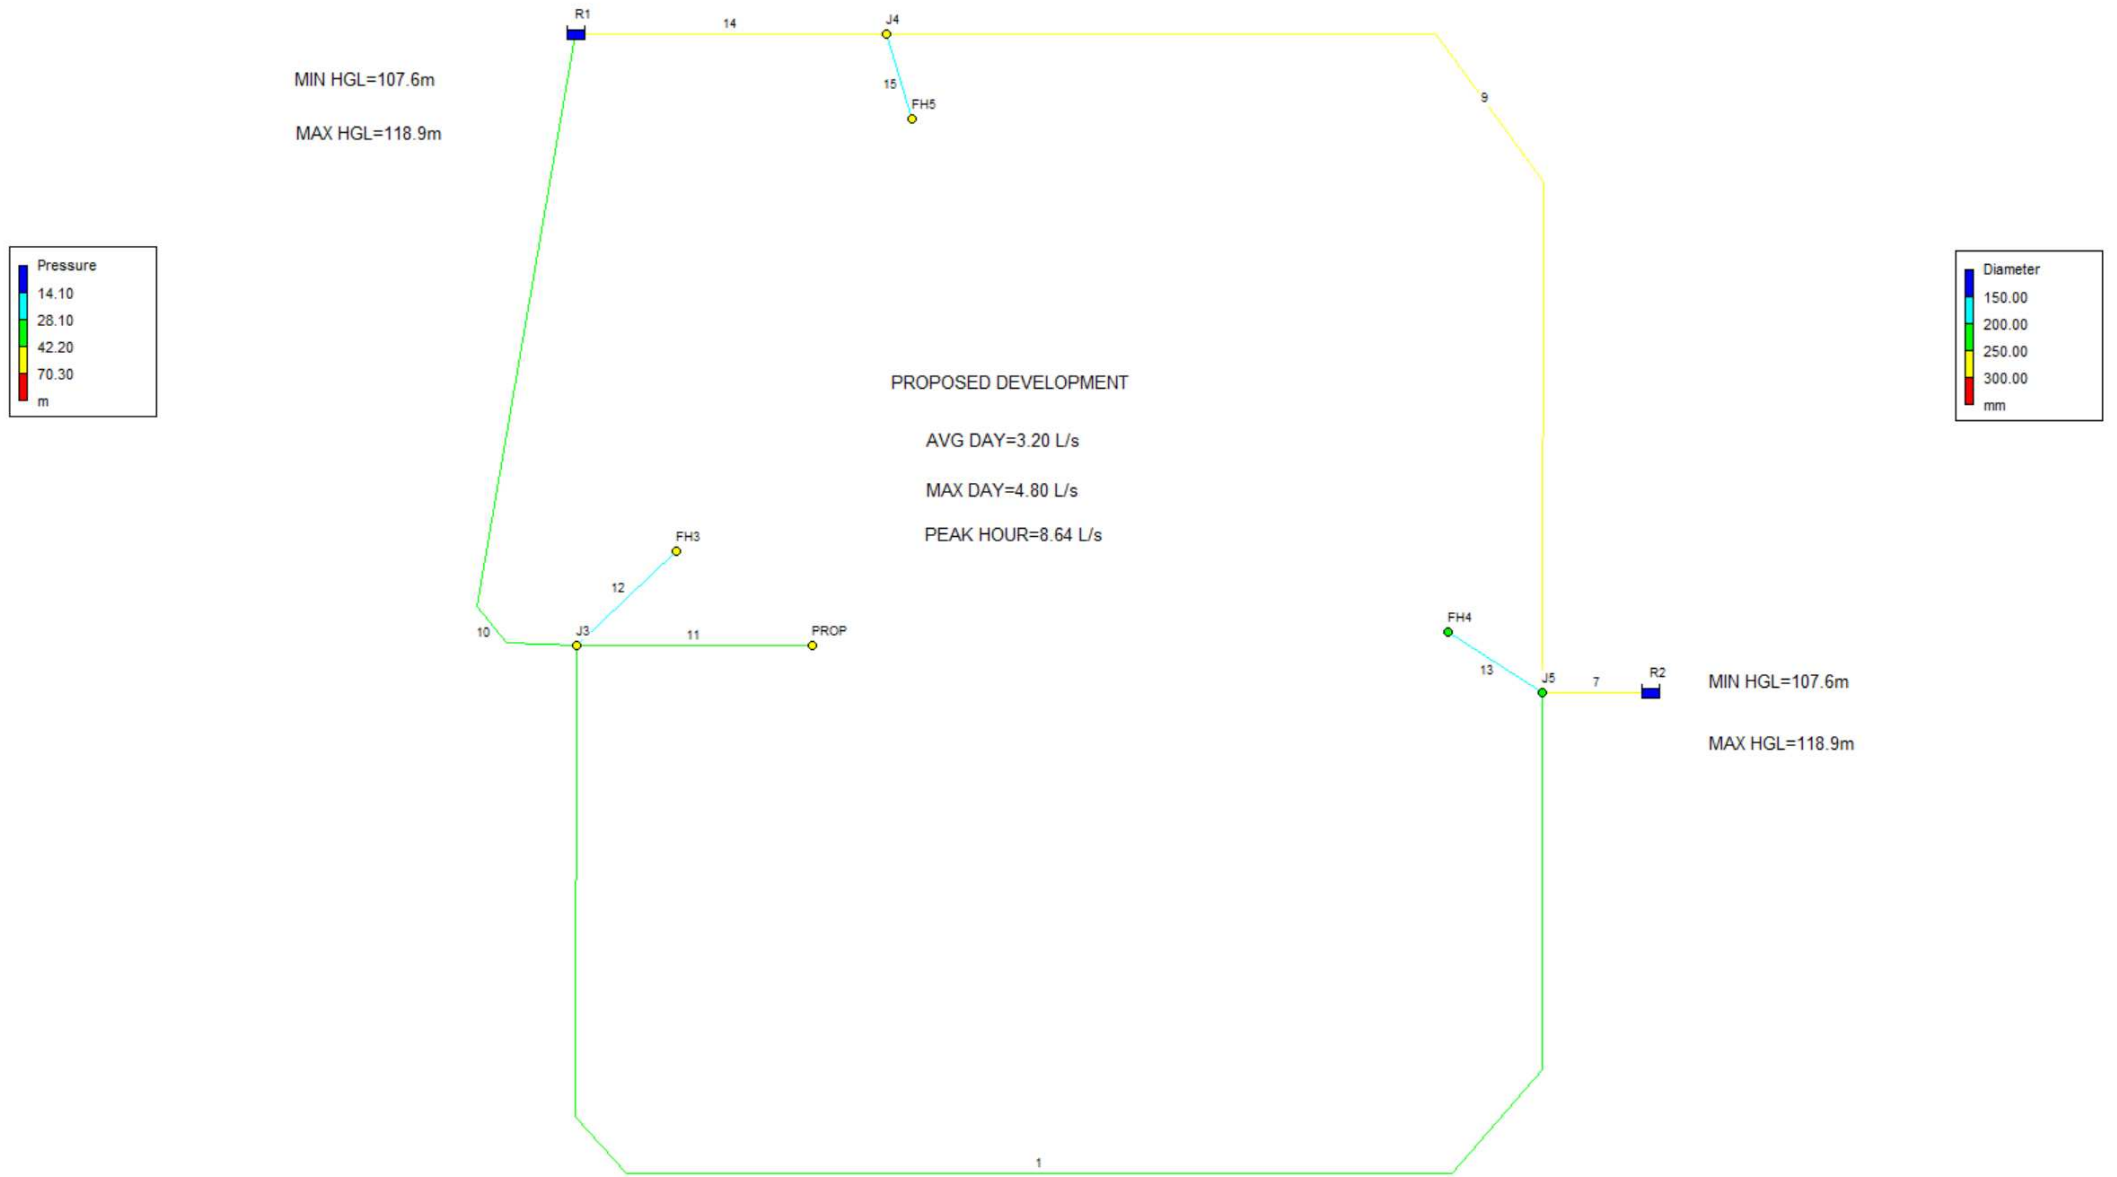 R1
14
J4
MIN HGL=107.6m
15
9
FH5
MAX HGL=118.9m
Pressure
14.10
28.10
42.20
70.30
m
Diameter
150.00
200.00
250.00
300.00
mm
PROPOSED DEVELOPMENT
AVG DAY=3.20 L/s
MAX DAY=4.80 L/s
PEAK HOUR=8.64 L/s
FH3
12
10
J3
11
PROP
FH4
13
J5
7
R2
MIN HGL=107.6m
MAX HGL=118.9m
1